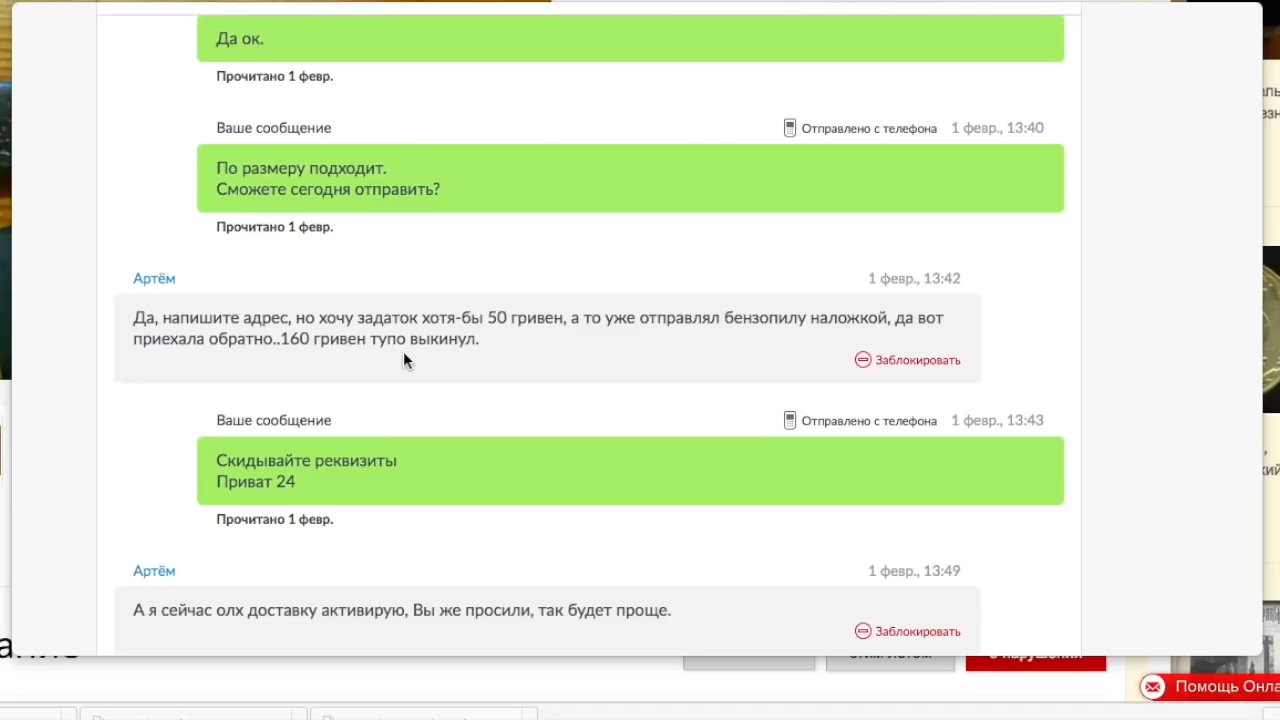 Да ок.
Прочитано 1 февр.
Ваше сообщение
Отправлено с телефона 1 февр., 13:40
По размеру подходит.
Сможете сегодня отправить?
Прочитано 1 февр.
Артём
1 февр., 13:42
Да, напишите адрес, но хочу задаток хотя-бы 50 гривен, а то уже отправлял бензопилу наложкой, да вот
приехала обратно..160 гривен тупо выкинул.
Заблокировать
Ваше сообщение
Отправлено с телефона 1 февр., 13:43
Скидывайте реквизиты
Приват 24
Прочитано 1 февр.
Артём
1 февр., 13:49
А я сейчас олх доставку активирую, Вы же просили, так будет проще.
Заблокировать
Помощь